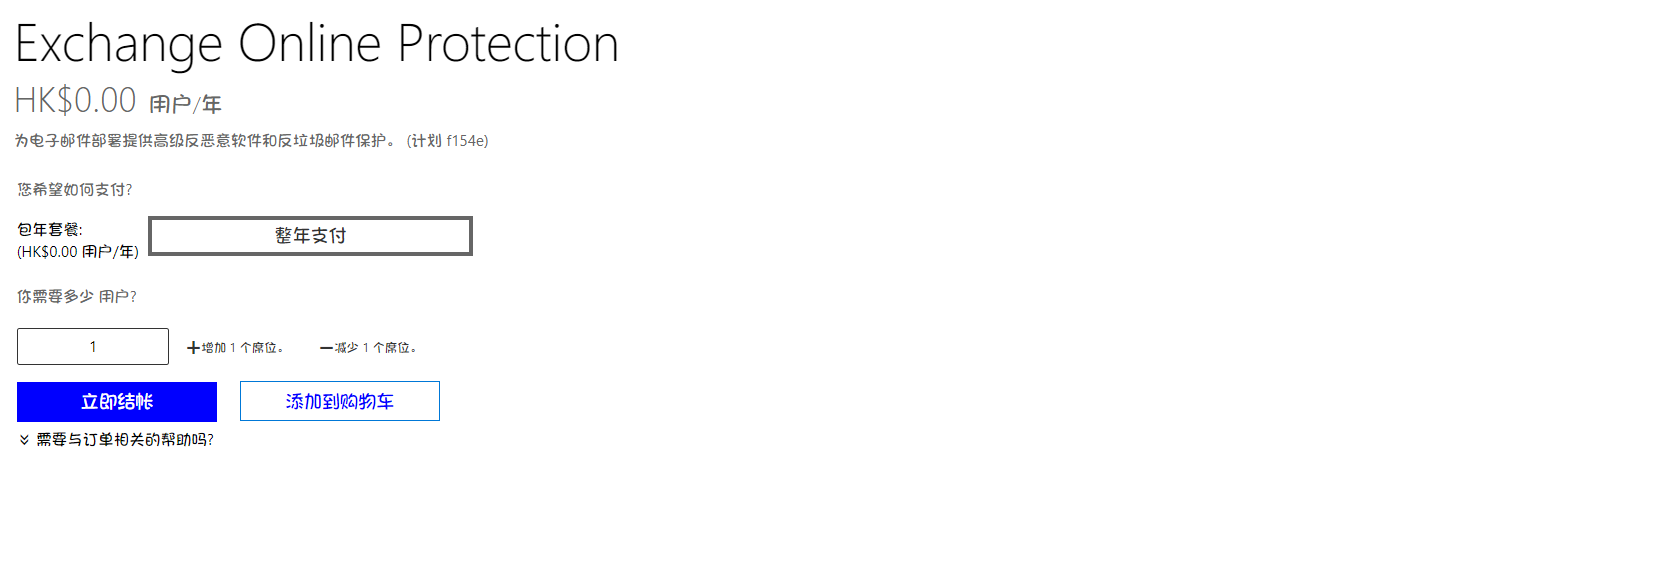 Exchange Online Protection
HK$0.00 用户/年
为电子邮件部署提供高级反恶意软件和反垃圾邮件保护。 (计划 f154e)
您希望如何支付?
包年套餐:
(HK$0.00 用户/年)
整年支付
你需要多少 用户?
1 增加 1 个席位。 减少 1 个席位。
立即结帐 添加到购物车
需要与订单相关的帮助吗?